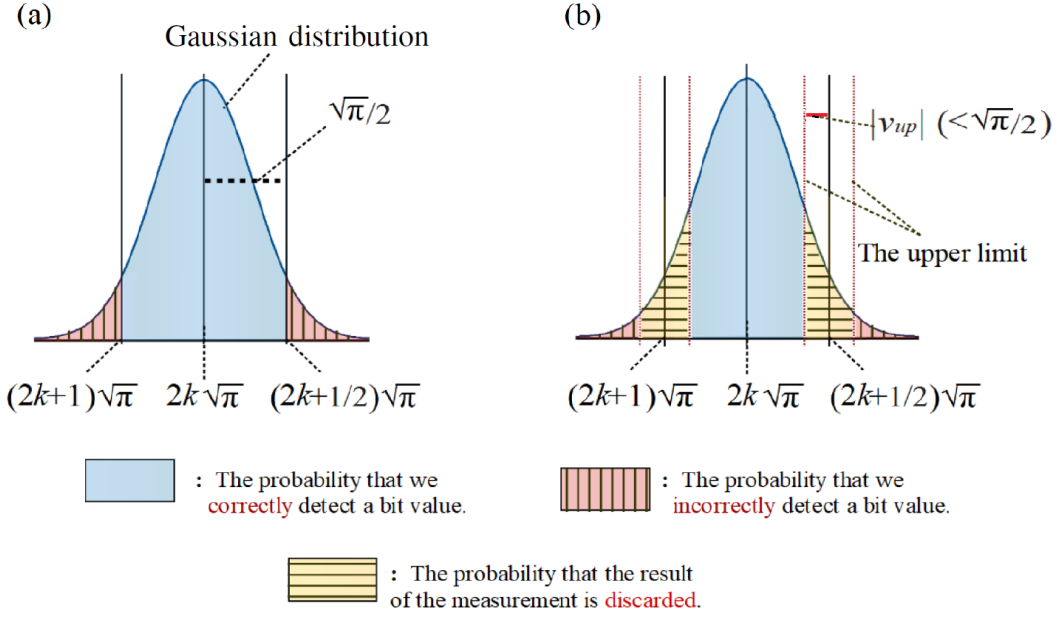 (a)
(b)
Gaussian distribution
√π/2
|vup| (<√π/2)
The upper limit
(2k+1)√π
2k√π
(2k+1/2)√π
(2k+1)√π
2k√π
(2k+1/2)√π
: The probability that we
correctly detect a bit value.
: The probability that we
incorrectly detect a bit value.
: The probability that the result
of the measurement is discarded.